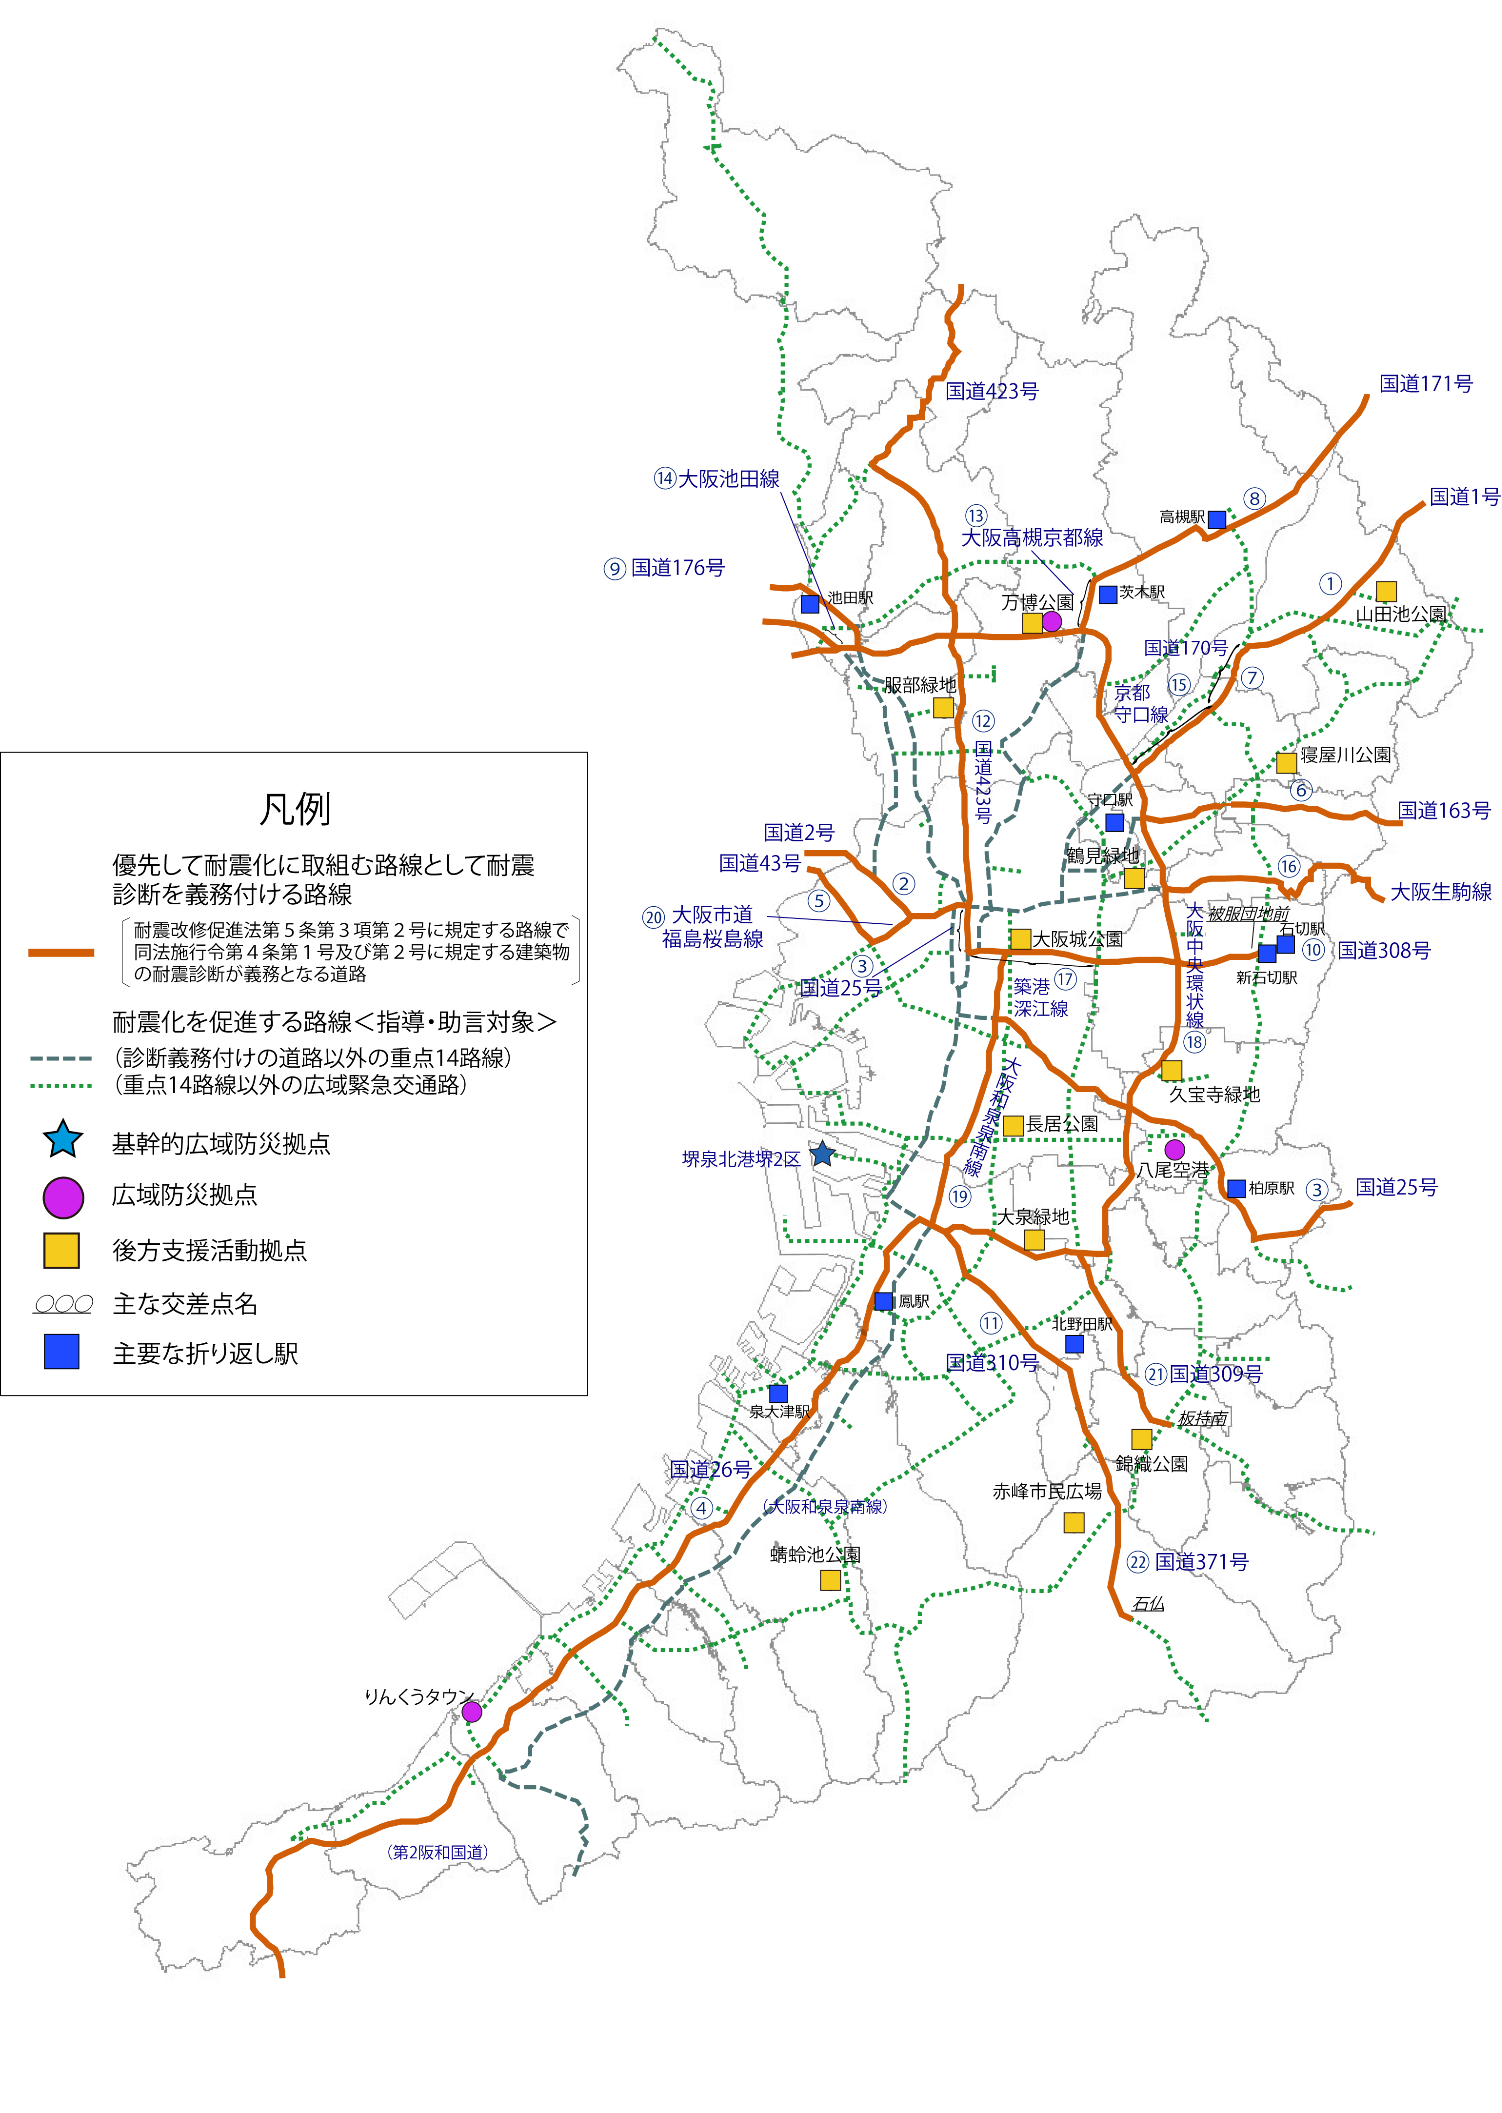 国道423号
国道171号
⑭大阪池田線
⑧
国道1号
⑬
高槻駅
大阪高槻京都線
⑨ 国道176号
①
池田駅
万博公園
茨木駅
山田池公園
国道170号
⑦
服部緑地
京都
守口線
⑮
⑫
国道423号
寝屋川公園
⑥
守口駅
国道163号
国道2号
国道43号
鶴見緑地
②
⑤
⑯
大阪生駒線
⑳ 大阪市道
福島桜島線
大阪中央環状線
被服団地前
石切駅
大阪城公園
⑩ 国道308号
③
国道25号
新石切駅
築港
深江線
⑰
⑱
大阪和泉泉南線
久宝寺緑地
長居公園
堺泉北港堺2区
八尾空港
柏原駅
③ 国道25号
⑲
大泉緑地
鳳駅
⑪
北野田駅
国道310号
㉑国道309号
泉大津駅
板持南
錦織公園
国道26号
④
(大阪和泉泉南線)
赤峰市民広場
蜻蛉池公園
㉒ 国道371号
石仏
りんくうタウン
(第2阪和国道)
凡例
優先して耐震化に取組む路線として耐震
診断を義務付ける路線
耐震改修促進法第5条第3項第2号に規定する路線で
同法施行令第4条第1号及び第2号に規定する建築物
の耐震診断が義務となる道路
耐震化を促進する路線＜指導・助言対象＞
(診断義務付けの道路以外の重点14路線)
(重点14路線以外の広域緊急交通路)
基幹的広域防災拠点
広域防災拠点
後方支援活動拠点
○○○ 主な交差点名
主要な折り返し駅